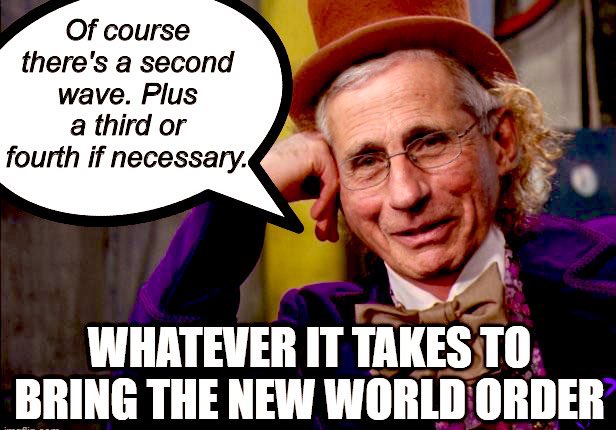 Of course
there's a second
wave. Plus
a third or
fourth if necessary.
WHATEVER IT TAKES TO
BRING THE NEW WORLD ORDER